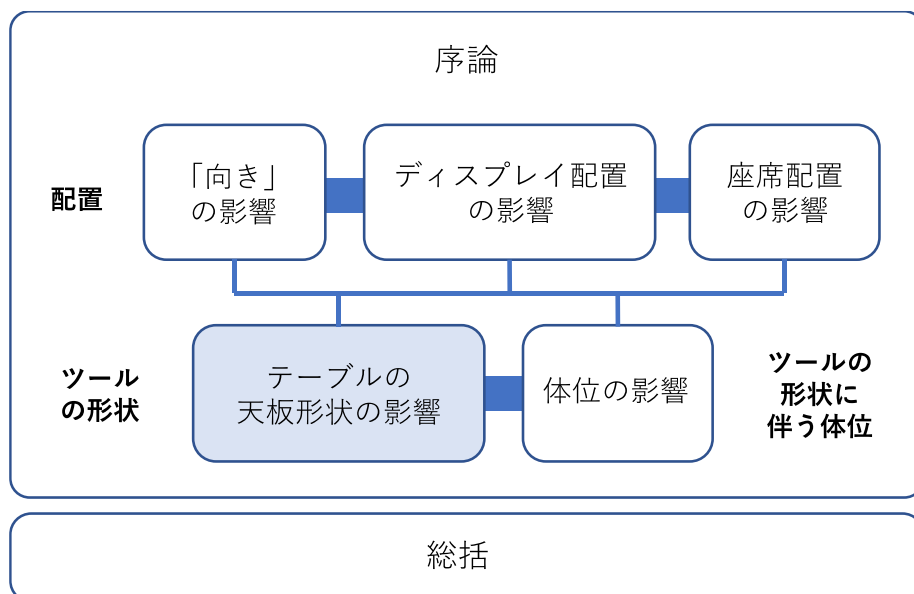 序論
配置
「向き」
の影響
ディスプレイ配置
の影響
座席配置
の影響
ツール
の形状
テーブルの
天板形状の影響
体位の影響
ツールの
形状に
伴う体位
総括